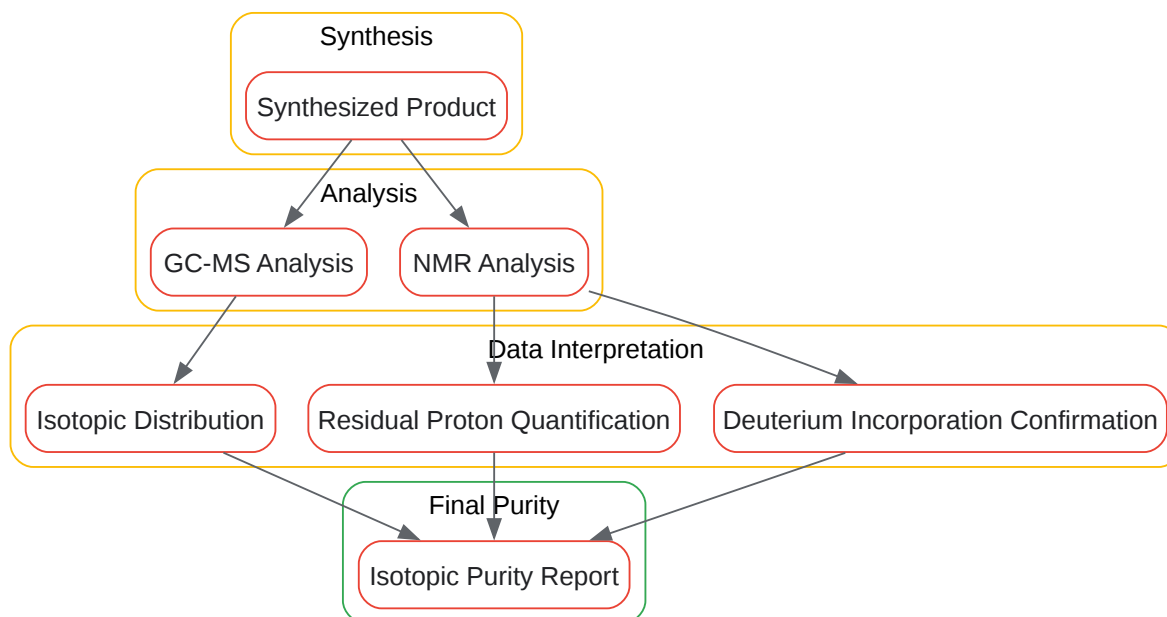 Synthesis
Synthesized Product
Analysis
GC-MS Analysis
NMR Analysis
Data Interpretation
Isotopic Distribution
Residual Proton Quantification
Deuterium Incorporation Confirmation
Final Purity
Isotopic Purity Report